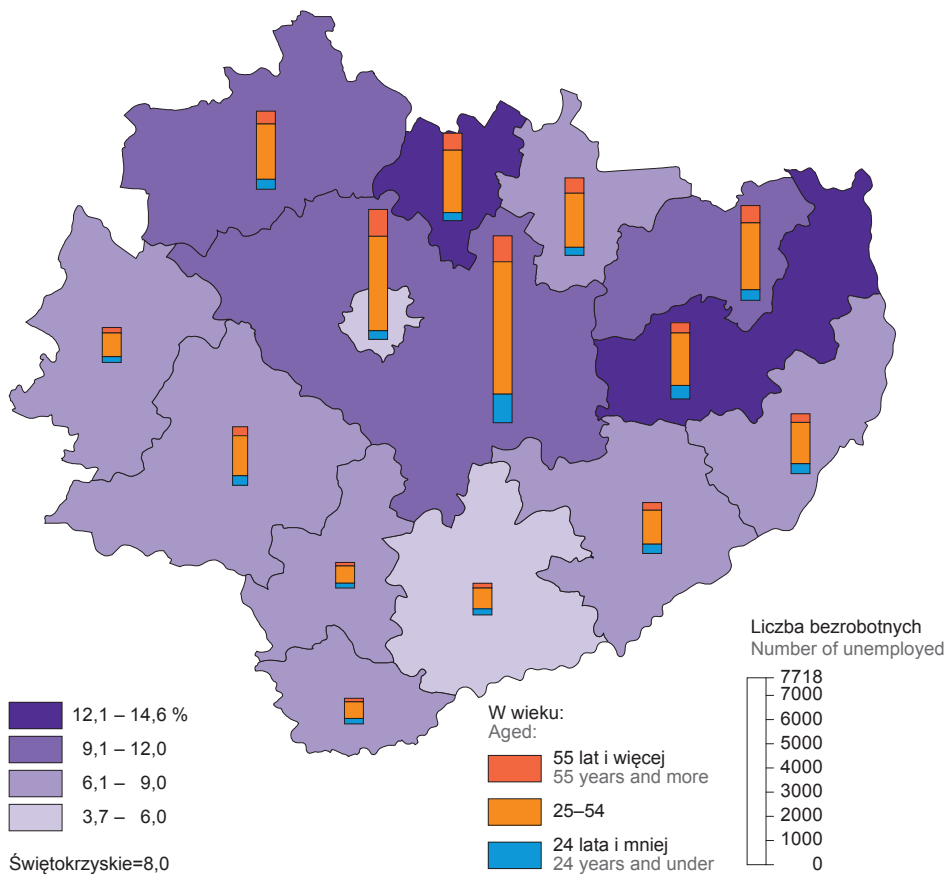 12,1 – 14,6 %
9,1 – 12,0
6,1 – 9,0
3,7 – 6,0
Świętokrzyskie=8,0
W wieku:
Aged:
55 lat i więcej
55 years and more
25–54
24 lata i mniej
24 years and under
Liczba bezrobotnych
Number of unemployed
7718
7000
6000
5000
4000
3000
2000
1000
0